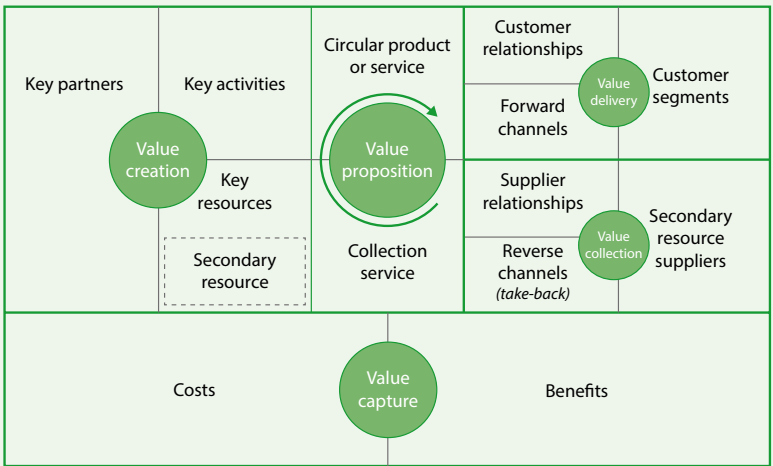 Key partners
Key activities
Value
creation
Key
resources
Secondary
resource
Circular product
or service
Value
proposition
Collection
service
Customer
relationships
Forward
channels
Value
delivery
Customer
segments
Supplier
relationships
Reverse
channels
(take-back)
Value
collection
Secondary
resource
suppliers
Costs
Value
capture
Benefits